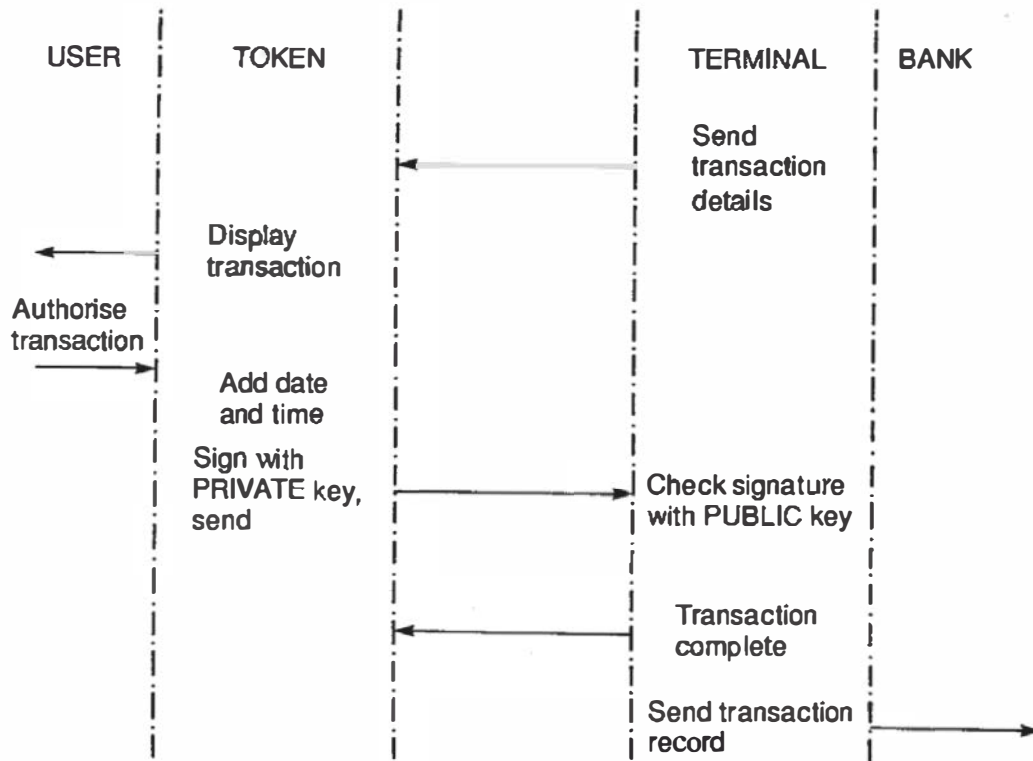 USER
TOKEN
TERMINAL
BANK
Send
transaction
details
Display
transaction
Authorise
transaction
Add date
and time
Sign with
PRIVATE key,
send
Check signature
with PUBLIC key
Transaction
complete
Send transaction
record